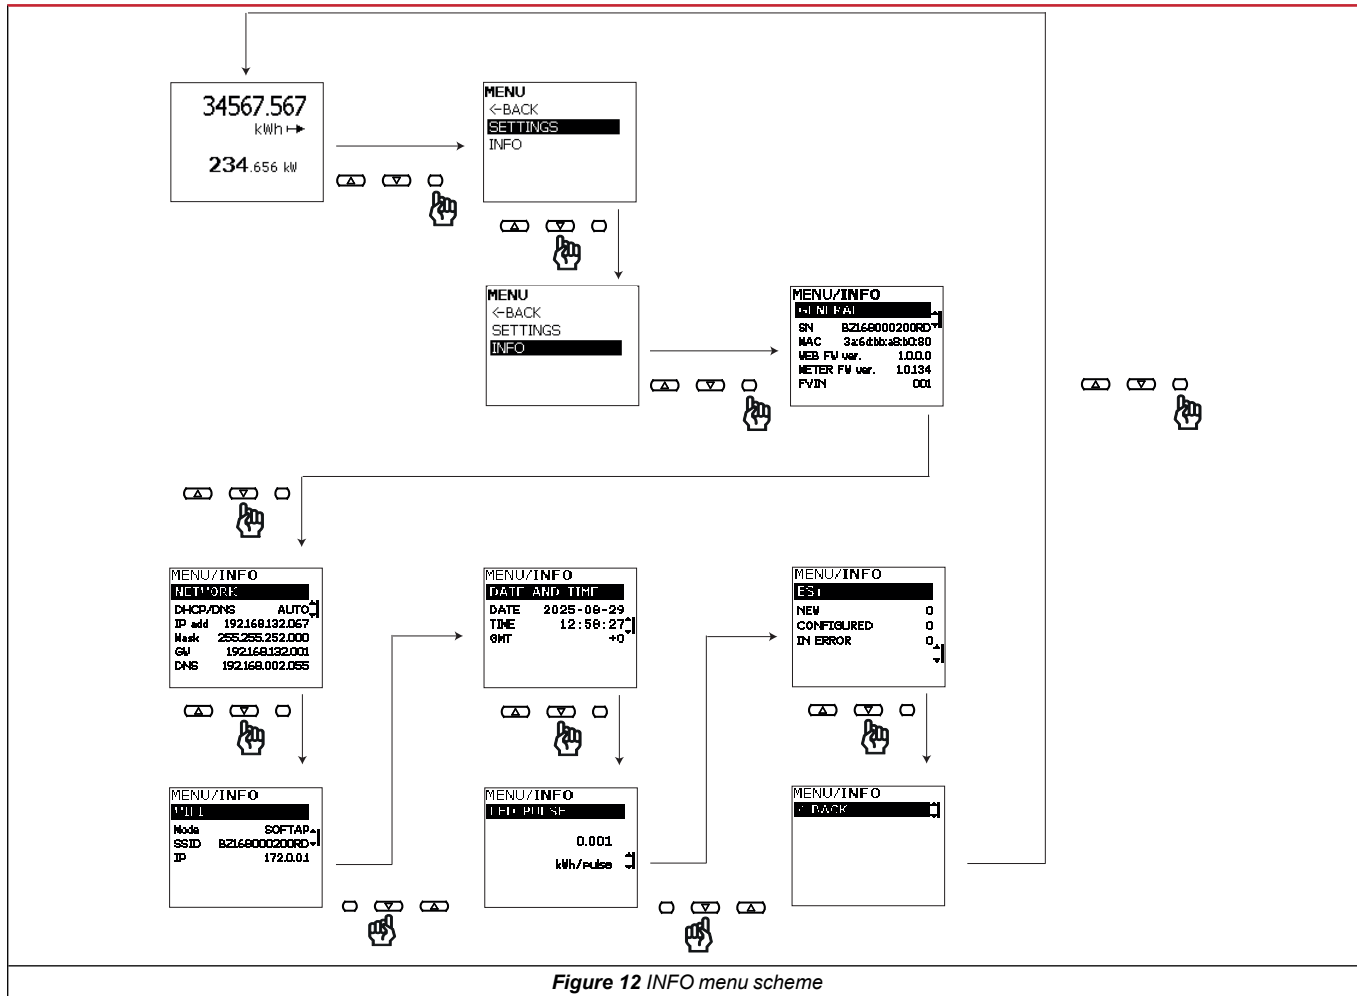 34567.567
kWh
234.656 kW
MENU
<-BACK
SETTINGS
INFO
MENU
<-BACK
SETTINGS
INFO
MENU/INFO
GENERAL
SN BZ168000200RD
MAC 3a:6d:bb:a8:b0:80
WEB FW ver. 1.0.0.0
METER FW ver. 1.0.134
FVIN 001
MENU/INFO
NETWORK
DHCP/DNS AUTO
IP add 192.168.132.067
Mask 255.255.252.000
GW 192.168.132.001
DNS 192.168.002.055
MENU/INFO
DATE AND TIME
DATE 2025-08-29
TIME 12:58:27
GMT +0
MENU/INFO
NEW 0
CONFIGURED 0
IN ERROR 0
MENU/INFO
WIFI
Mode SOFTAP
SSID BZ168000200RD
IP 172.0.0.1
MENU/INFO
LED PULSE
0.001
kWh/pulse
MENU/INFO
<-BACK
Figure 12 INFO menu scheme